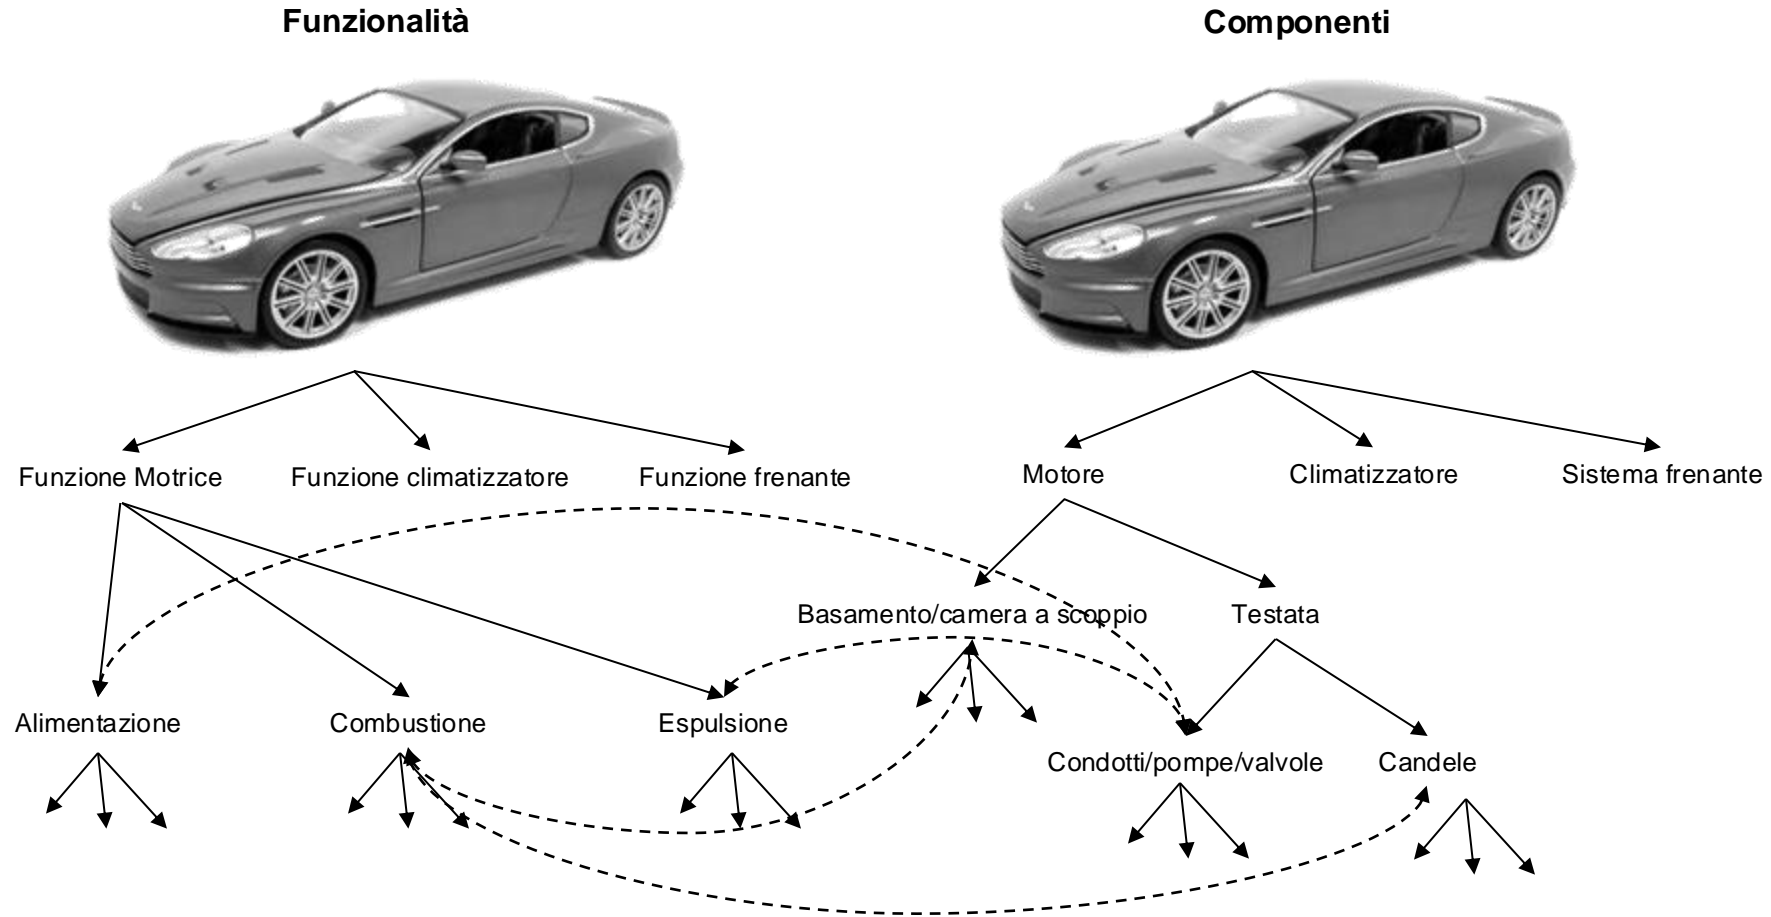 Funzionalità
Componenti
Funzione Motrice
Funzione climatizzatore
Funzione frenante
Motore
Climatizzatore
Sistema frenante
Basamento/camera a scoppio
Testata
Alimentazione
Combustione
Espulsione
Condotti/pompe/valvole
Candele